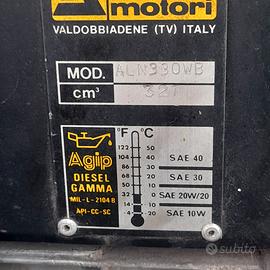 motori
VALDOBBIADENE (TV) ITALY
MOD. ALN330WB
cm³ 321
Agip
DIESEL
GAMMA
MIL-L-2104 B
API-CC-SC
°F °C
122 50
104 40
86 30
68 20
50 10
32 0
14 10
-4 20
SAE 40
SAE 30
SAE 20W/20
SAE 10W
subito